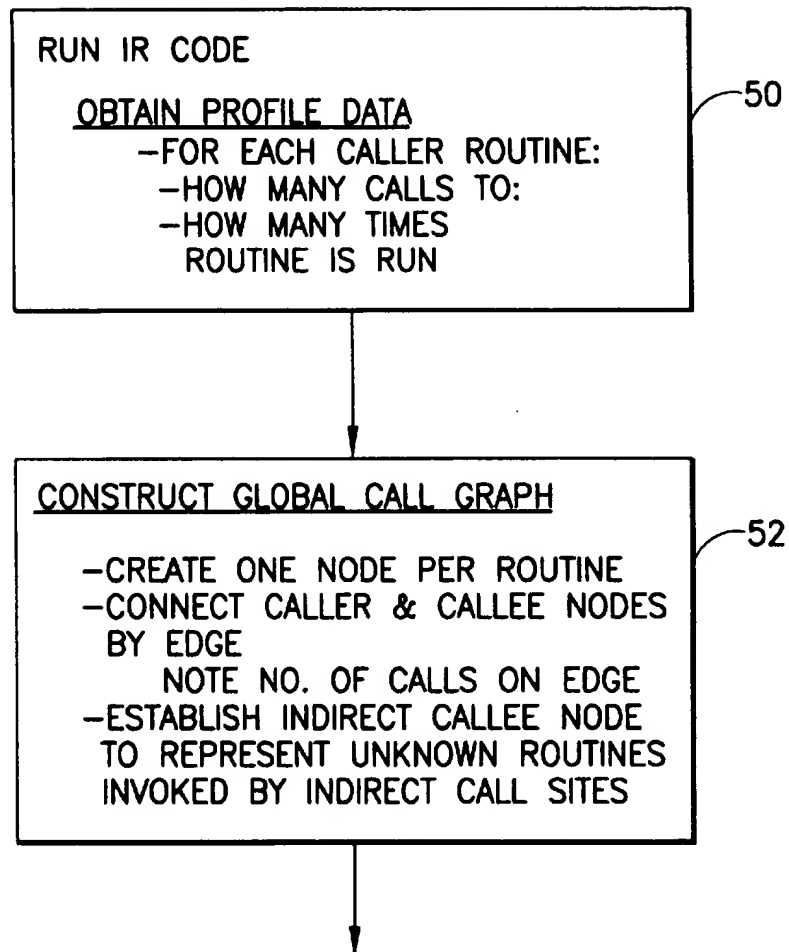 RUN IR CODE
OBTAIN PROFILE DATA
-FOR EACH CALLER ROUTINE:
-HOW MANY CALLS TO:
-HOW MANY TIMES
ROUTINE IS RUN
50
CONSTRUCT GLOBAL CALL GRAPH
52
-CREATE ONE NODE PER ROUTINE
-CONNECT CALLER & CALLEE NODES
BY EDGE
NOTE NO. OF CALLS ON EDGE
-ESTABLISH INDIRECT CALLEE NODE
TO REPRESENT UNKNOWN ROUTINES
INVOKED BY INDIRECT CALL SITES